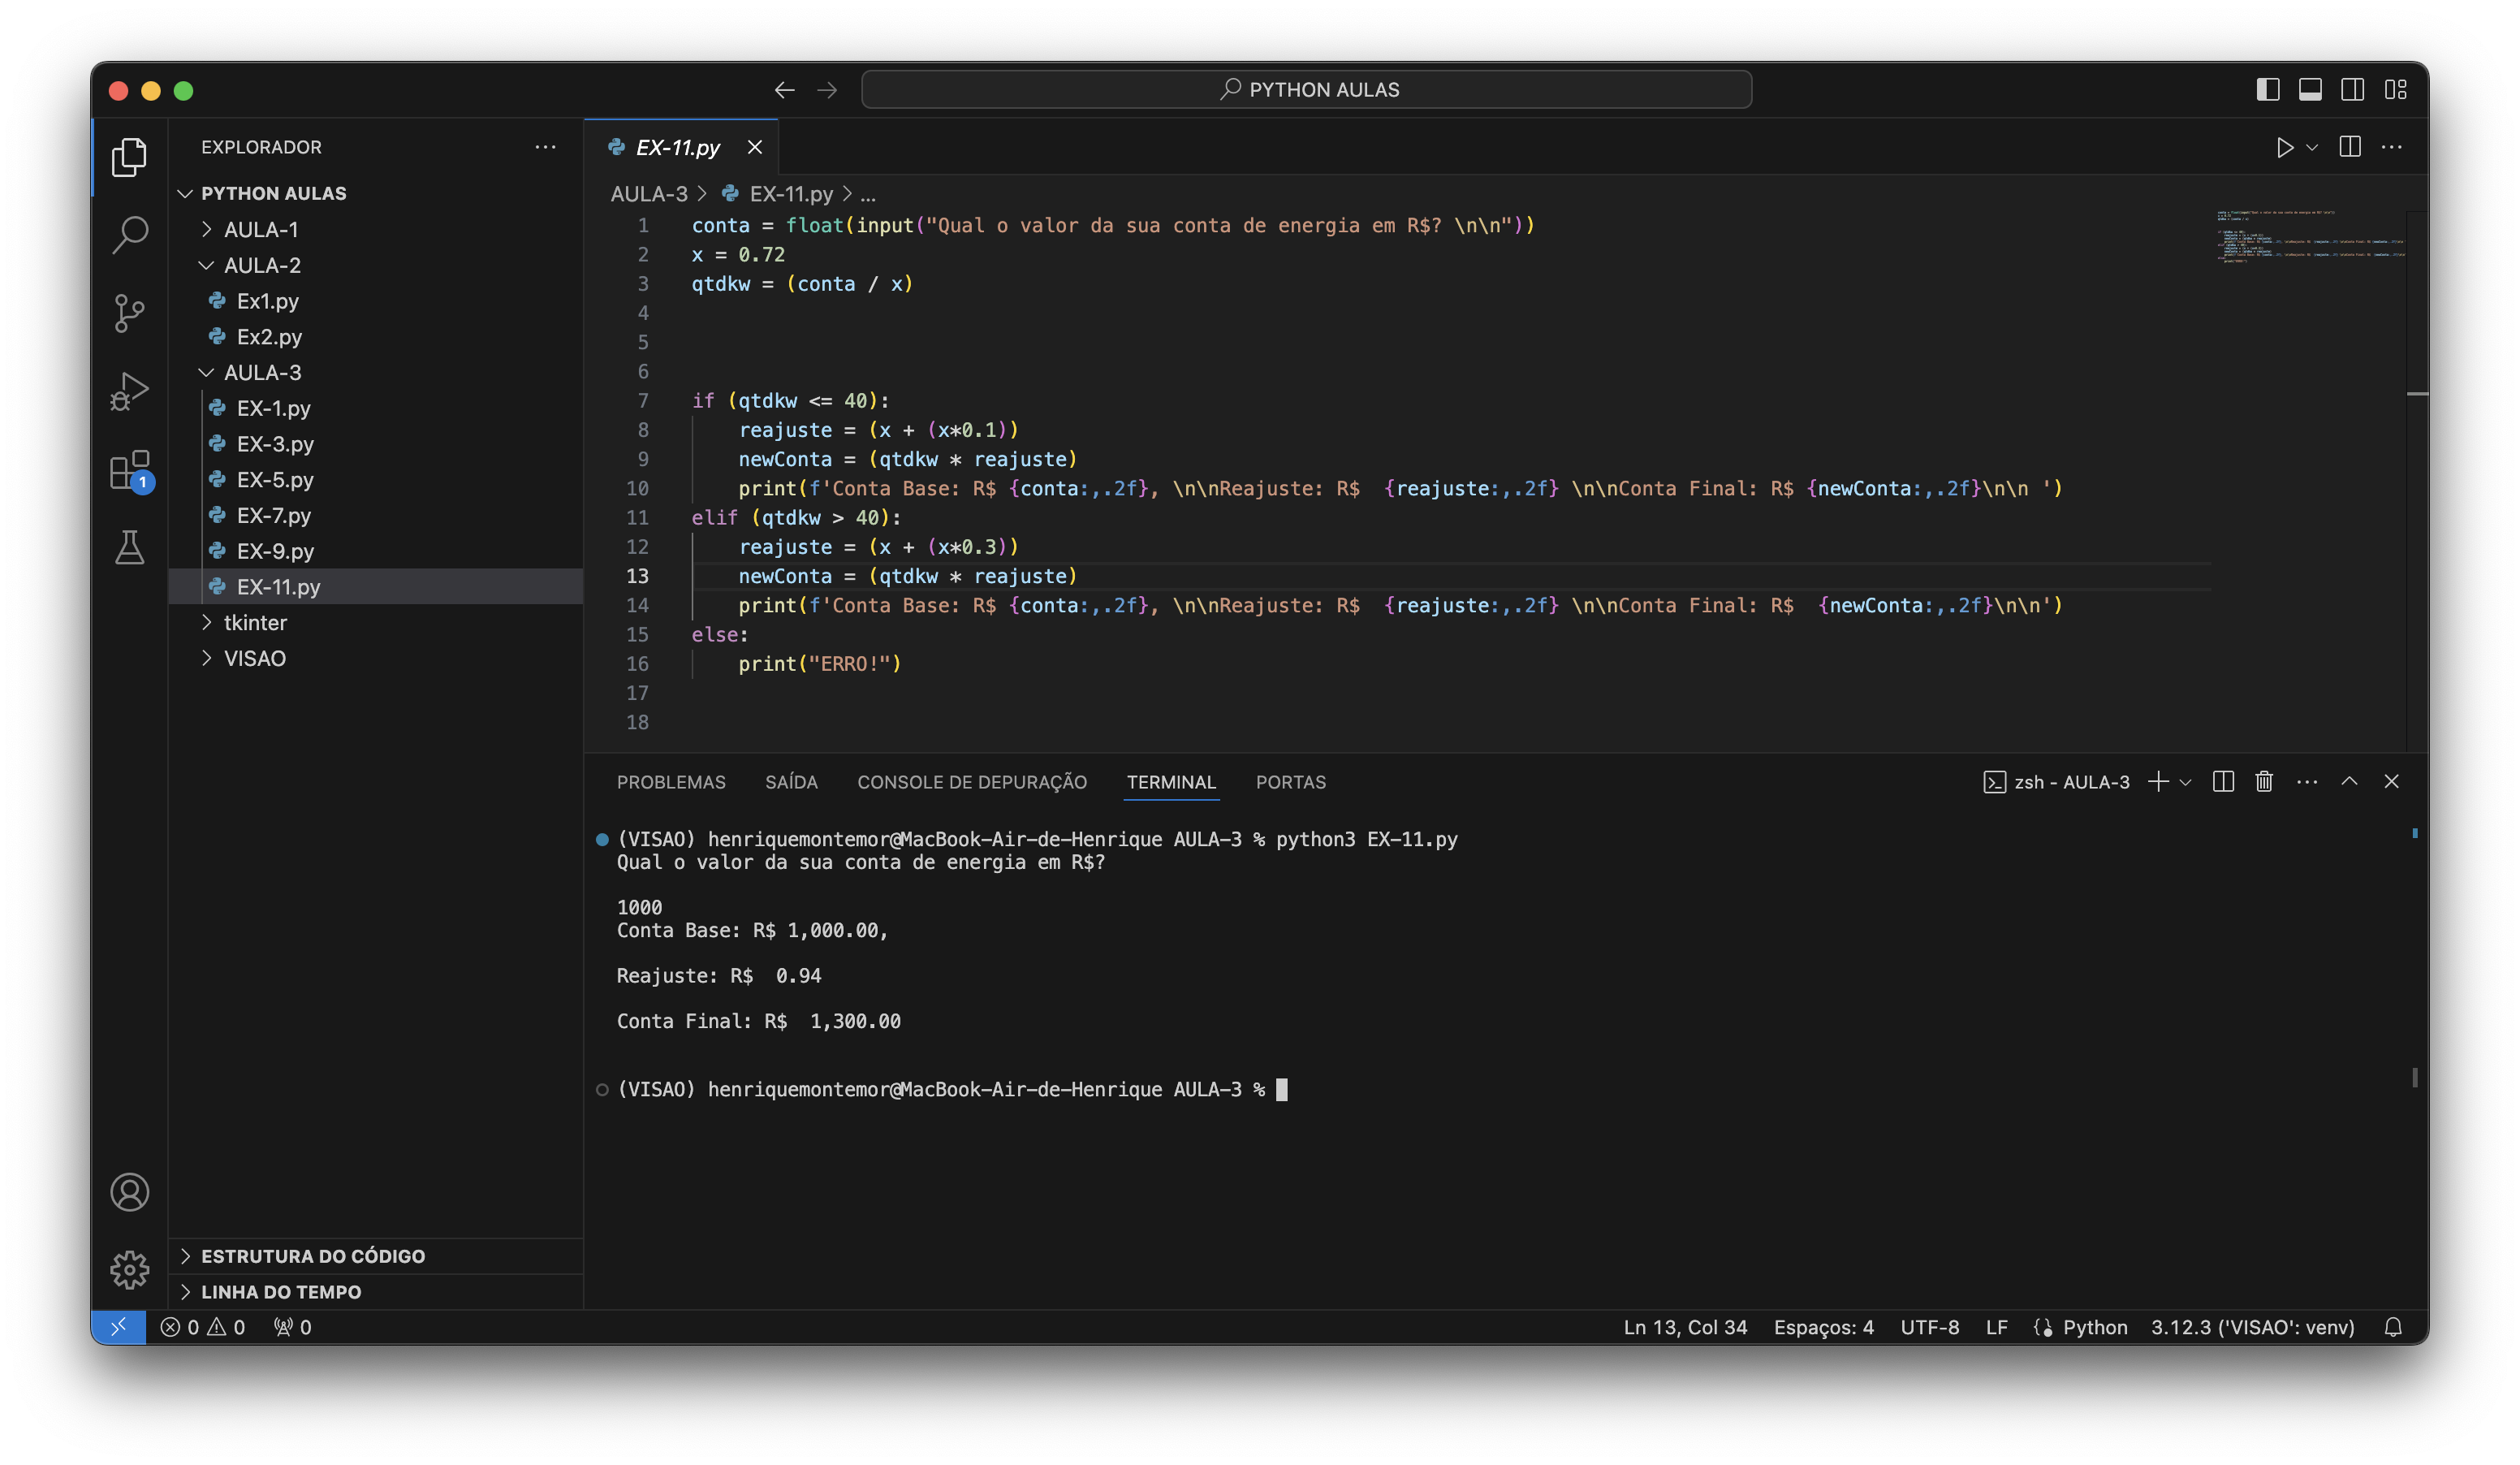 PYTHON AULAS
EXPLORADOR
PYTHON AULAS
AULA-1
AULA-2
Ex1.py
Ex2.py
AULA-3
EX-1.py
EX-3.py
EX-5.py
EX-7.py
EX-9.py
EX-11.py
tkinter
VISAO
1
ESTRUTURA DO CÓDIGO
LINHA DO TEMPO
EX-11.py
AULA-3 > EX-11.py > ...
1 conta = float(input("Qual o valor da sua conta de energia em R$? \n\n"))
2 x = 0.72
3 qtdkw = (conta / x)
4
5
6
7 if (qtdkw <= 40):
8     reajuste = (x + (x*0.1))
9     newConta = (qtdkw * reajuste)
10     print(f'Conta Base: R$ {conta:,.2f}, \n\nReajuste: R$  {reajuste:,.2f} \n\nConta Final: R$ {newConta:,.2f}\n\n ')
11 elif (qtdkw > 40):
12     reajuste = (x + (x*0.3))
13     newConta = (qtdkw * reajuste)
14     print(f'Conta Base: R$ {conta:,.2f}, \n\nReajuste: R$  {reajuste:,.2f} \n\nConta Final: R$  {newConta:,.2f}\n\n')
15 else:
16     print("ERRO!")
17
18
PROBLEMAS SAÍDA CONSOLE DE DEPURAÇÃO TERMINAL PORTAS zsh - AULA-3
(VISAO) henriquemontemor@MacBook-Air-de-Henrique AULA-3 % python3 EX-11.py
Qual o valor da sua conta de energia em R$?
1000
Conta Base: R$ 1,000.00,
Reajuste: R$  0.94
Conta Final: R$  1,300.00
(VISAO) henriquemontemor@MacBook-Air-de-Henrique AULA-3 %
0 0 0 Ln 13, Col 34 Espaços: 4 UTF-8 LF Python 3.12.3 ('VISAO': venv)